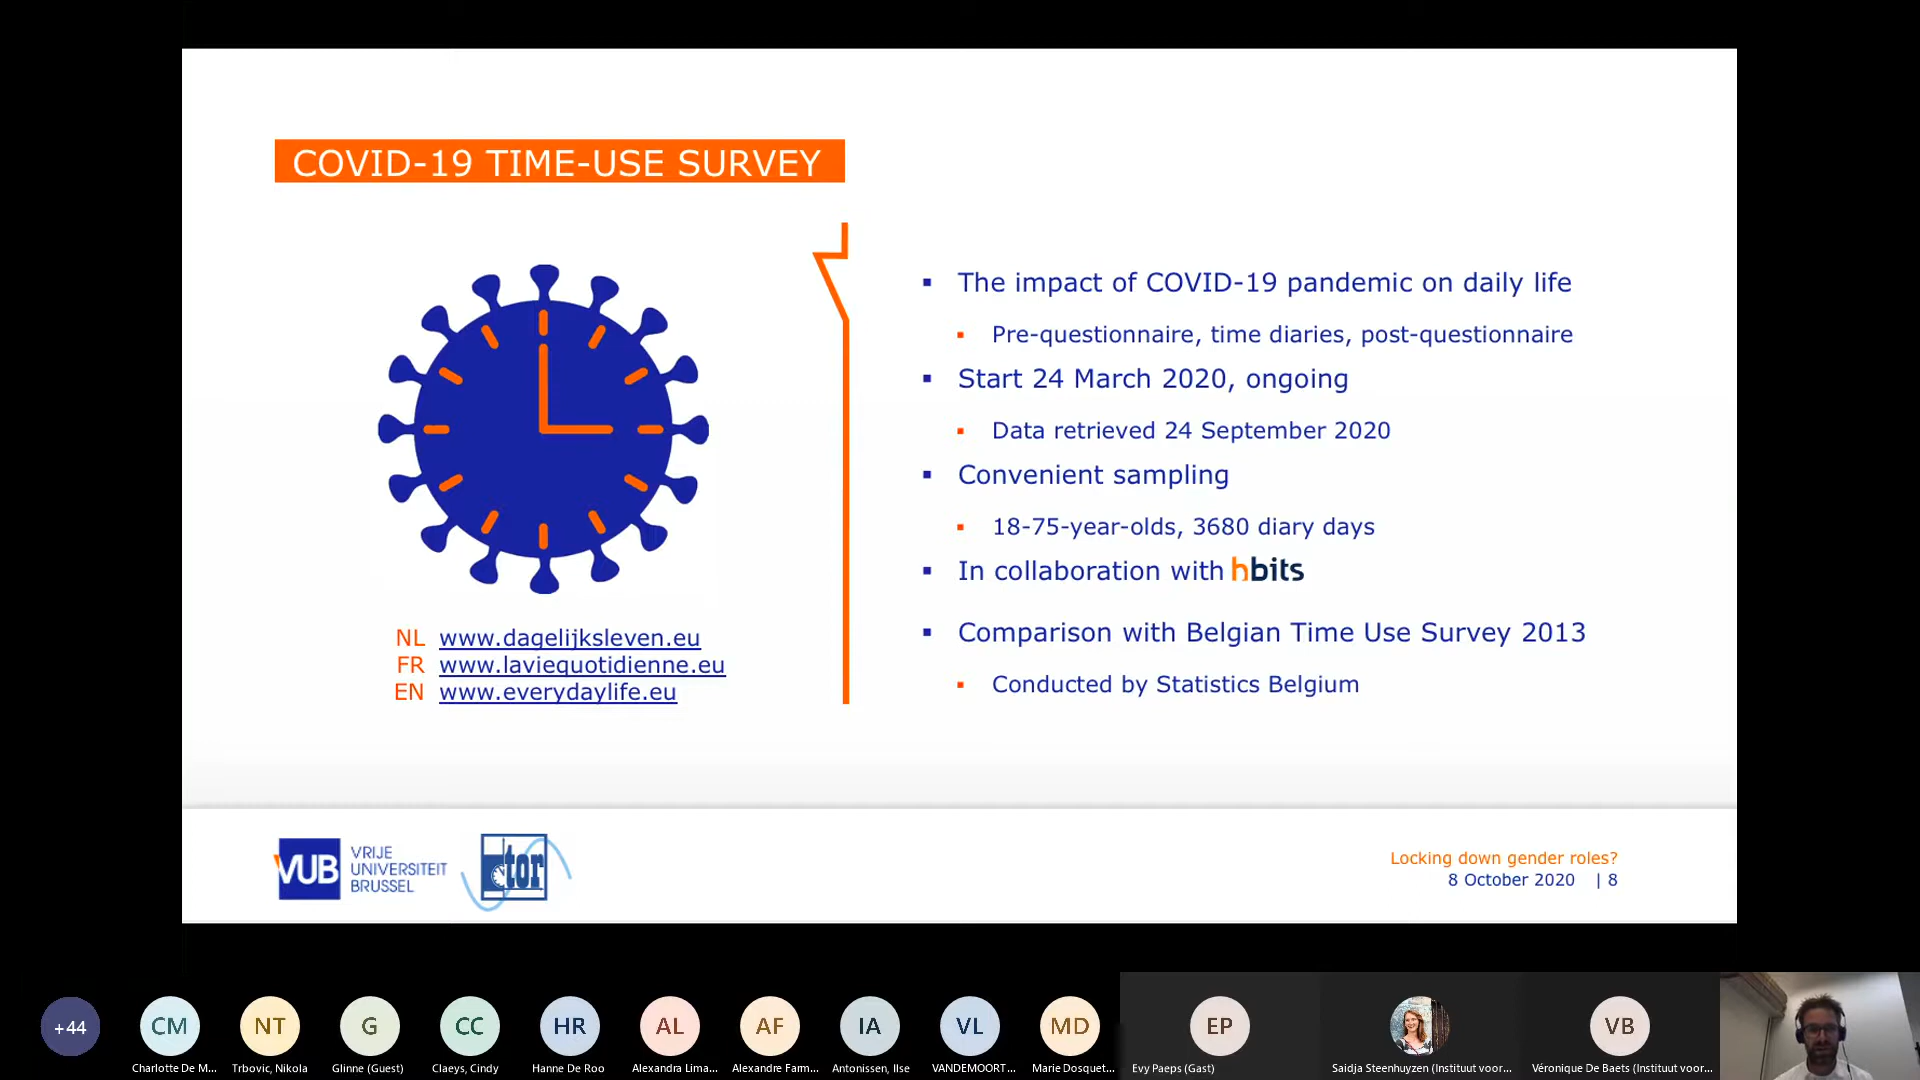 COVID-19 TIME-USE SURVEY
▪ The impact of COVID-19 pandemic on daily life
▪ Pre-questionnaire, time diaries, post-questionnaire
▪ Start 24 March 2020, ongoing
▪ Data retrieved 24 September 2020
▪ Convenient sampling
▪ 18-75-year-olds, 3680 diary days
▪ In collaboration with hbits
▪ Comparison with Belgian Time Use Survey 2013
▪ Conducted by Statistics Belgium
NL www.dagelijksleven.eu
FR www.laviequotidienne.eu
EN www.everydaylife.eu
VUB
VRIJE
UNIVERSITEIT
BRUSSEL
tor
Locking down gender roles?
8 October 2020 | 8
+44
CM
NT
G
CC
HR
AL
AF
IA
VL
MD
EP
VB
Charlotte De M...
Trbovic, Nikola
Glinne (Guest)
Claeys, Cindy
Hanne De Roo
Alexandra Lima...
Alexandre Farm...
Antonissen, Ilse
VANDEMOORT...
Marie Dosquet...
Evy Paeps (Gast)
Saidja Steenhuyzen (Instituut voor...
Véronique De Baets (Instituut voor...